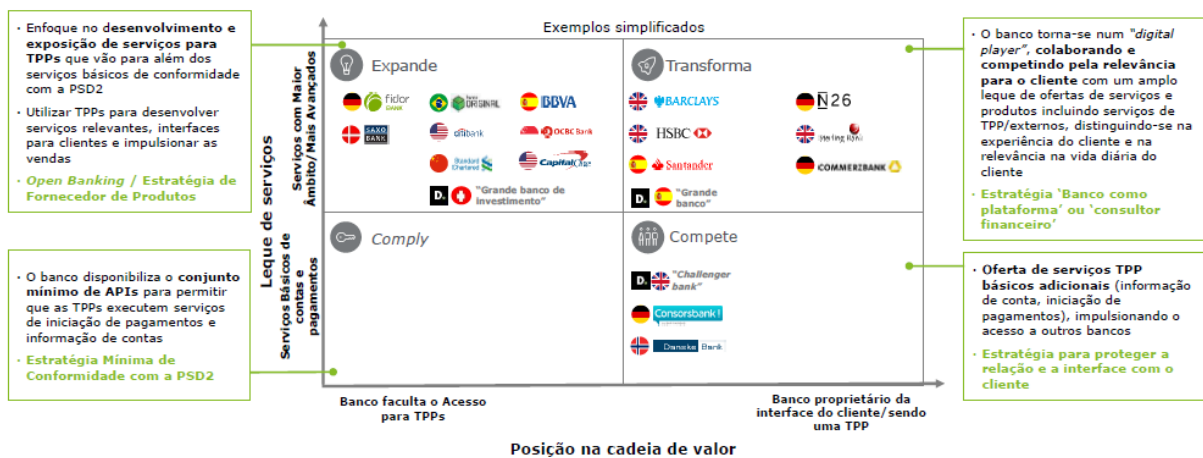 Exemplos simplificados
· Enfoque no desenvolvimento e
exposição de serviços para
TPPs que vão para além dos
serviços básicos de conformidade
com a PSD2
· Utilizar TPPs para desenvolver
serviços relevantes, interfaces
para clientes e impulsionar as
vendas
· Open Banking / Estratégia de
Fornecedor de Produtos
· O banco disponibiliza o conjunto
mínimo de APIs para permitir
que as TPPs executem serviços
de iniciação de pagamentos e
informação de contas
· Estratégia Mínima de
Conformidade com a PSD2
Leque de serviços
Serviços com Maior
Âmbito/Mais Avançados
Serviços Básicos de
contas e
pagamentos
Expande
fidor
BANK
ORIGINAL
BBVA
SAXO
BANK
citibank
OCBC Bank
Standard
Chartered
Capital One
D. "Grande banco de
investimento"
Transforma
BARCLAYS
N26
HSBC
Starling Bank
Santander
COMMERZBANK
D. "Grande
banco"
Comply
Compete
D. "Challenger
bank"
Consorsbank!
Danske Bank
· O banco torna-se num "digital
player", colaborando e
competindo pela relevância
para o cliente com um amplo
leque de ofertas de serviços e
produtos incluindo serviços de
TPP/externos, distinguindo-se na
experiência do cliente e na
relevância na vida diária do
cliente
· Estratégia 'Banco como
plataforma' ou 'consultor
financeiro'
· Oferta de serviços TPP
básicos adicionais (informação
de conta, iniciação de
pagamentos), impulsionando o
acesso a outros bancos
· Estratégia para proteger a
relação e a interface com o
cliente
Banco faculta o Acesso
para TPPs
Banco proprietário da
interface do cliente/sendo
uma TPP
Posição na cadeia de valor